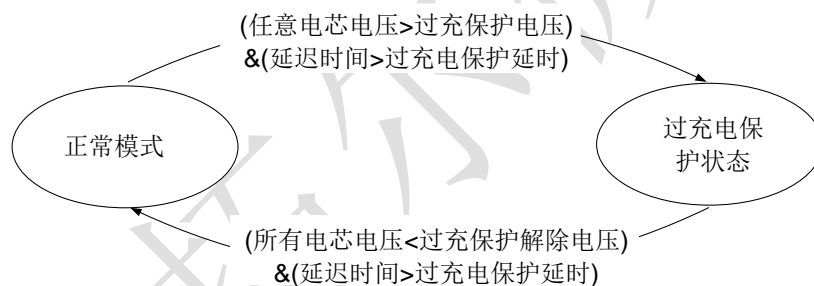 (任意电芯电压>过充保护电压)
&(延迟时间>过充电保护延时)
正常模式
过充电保
护状态
(所有电芯电压<过充保护解除电压)
&(延迟时间>过充电保护延时)